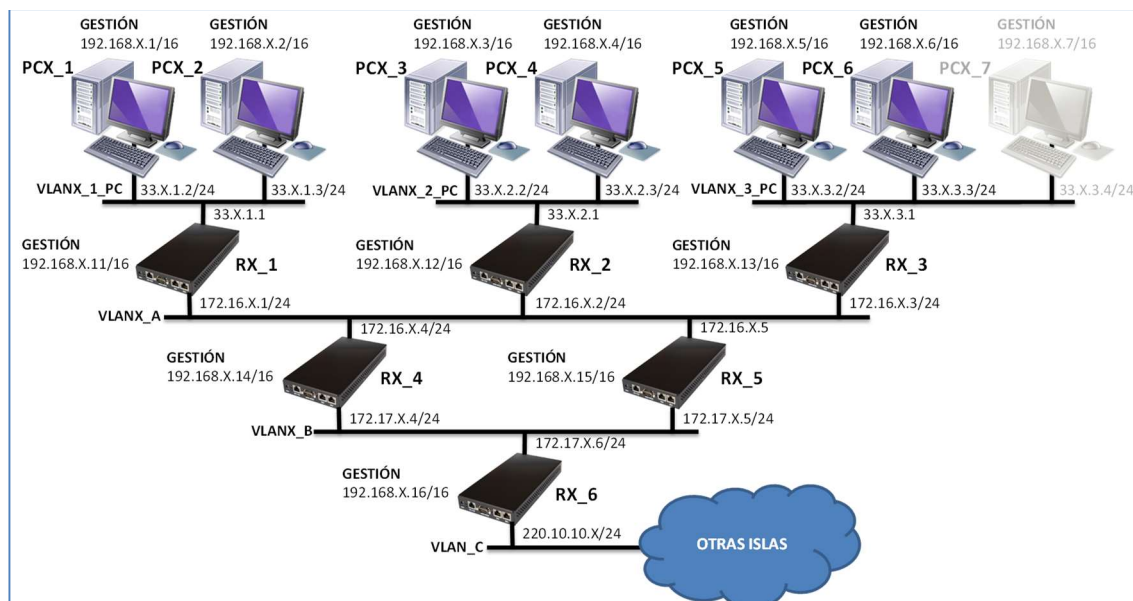 GESTIÓN
192.168.X.1/16
GESTIÓN
192.168.X.2/16
GESTIÓN
192.168.X.3/16
GESTIÓN
192.168.X.4/16
GESTIÓN
192.168.X.5/16
GESTIÓN
192.168.X.6/16
GESTIÓN
192.168.X.7/16
PCX_1
PCX_2
PCX_3
PCX_4
PCX_5
PCX_6
PCX_7
VLANX_1_PC
33.X.1.2/24
33.X.1.3/24
VLANX_2_PC
33.X.2.2/24
33.X.2.3/24
VLANX_3_PC
33.X.3.2/24
33.X.3.3/24
33.X.3.4/24
33.X.1.1
33.X.2.1
33.X.3.1
GESTIÓN
192.168.X.11/16
RX_1
GESTIÓN
192.168.X.12/16
RX_2
GESTIÓN
192.168.X.13/16
RX_3
172.16.X.1/24
172.16.X.2/24
172.16.X.3/24
VLANX_A
172.16.X.4/24
172.16.X.5
GESTIÓN
192.168.X.14/16
RX_4
GESTIÓN
192.168.X.15/16
RX_5
172.17.X.4/24
172.17.X.5/24
VLANX_B
172.17.X.6/24
GESTIÓN
192.168.X.16/16
RX_6
220.10.10.X/24
VLAN_C
OTRAS ISLAS